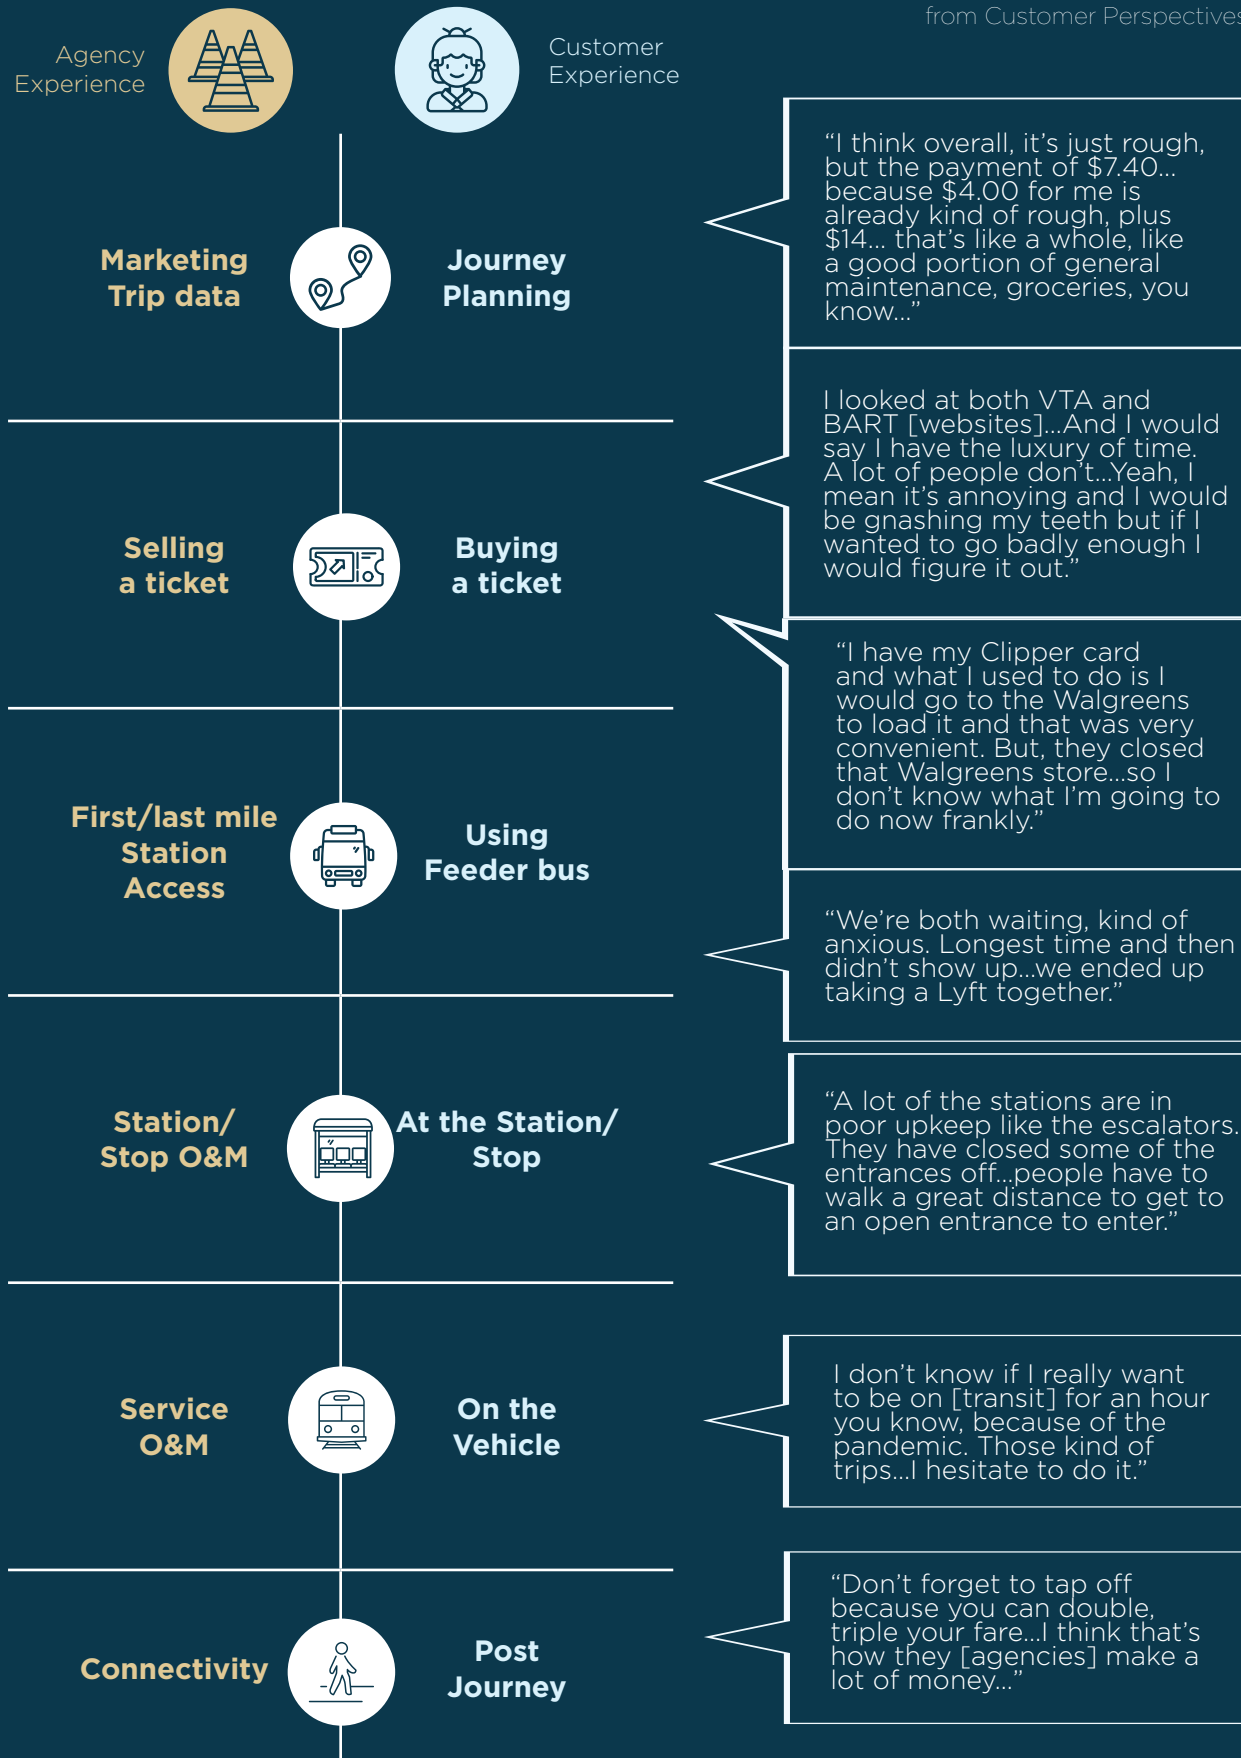 from Customer Perspectives
Agency
Experience
Customer
Experience
Marketing
Trip data
Journey
Planning
“I think overall, it’s just rough,
but the payment of $7.40...
because $4.00 for me is
already kind of rough, plus
$14... that’s like a whole, like
a good portion of general
maintenance, groceries, you
know...”
Selling
a ticket
Buying
a ticket
I looked at both VTA and
BART [websites]...And I would
say I have the luxury of time.
A lot of people don’t...Yeah, I
mean it’s annoying and I would
be gnashing my teeth but if I
wanted to go badly enough I
would figure it out.”
“I have my Clipper card
and what I used to do is I
would go to the Walgreens
to load it and that was very
convenient. But, they closed
that Walgreens store...so I
don’t know what I’m going to
do now frankly.”
First/last mile
Station
Access
Using
Feeder bus
“We’re both waiting, kind of
anxious. Longest time and then
didn’t show up...we ended up
taking a Lyft together.”
Station/
Stop O&M
At the Station/
Stop
“A lot of the stations are in
poor upkeep like the escalators.
They have closed some of the
entrances off...people have to
walk a great distance to get to
an open entrance to enter.”
Service
O&M
On the
Vehicle
I don’t know if I really want
to be on [transit] for an hour
you know, because of the
pandemic. Those kind of
trips...I hesitate to do it.”
Connectivity
Post
Journey
“Don’t forget to tap off
because you can double,
triple your fare...I think that’s
how they [agencies] make a
lot of money...”